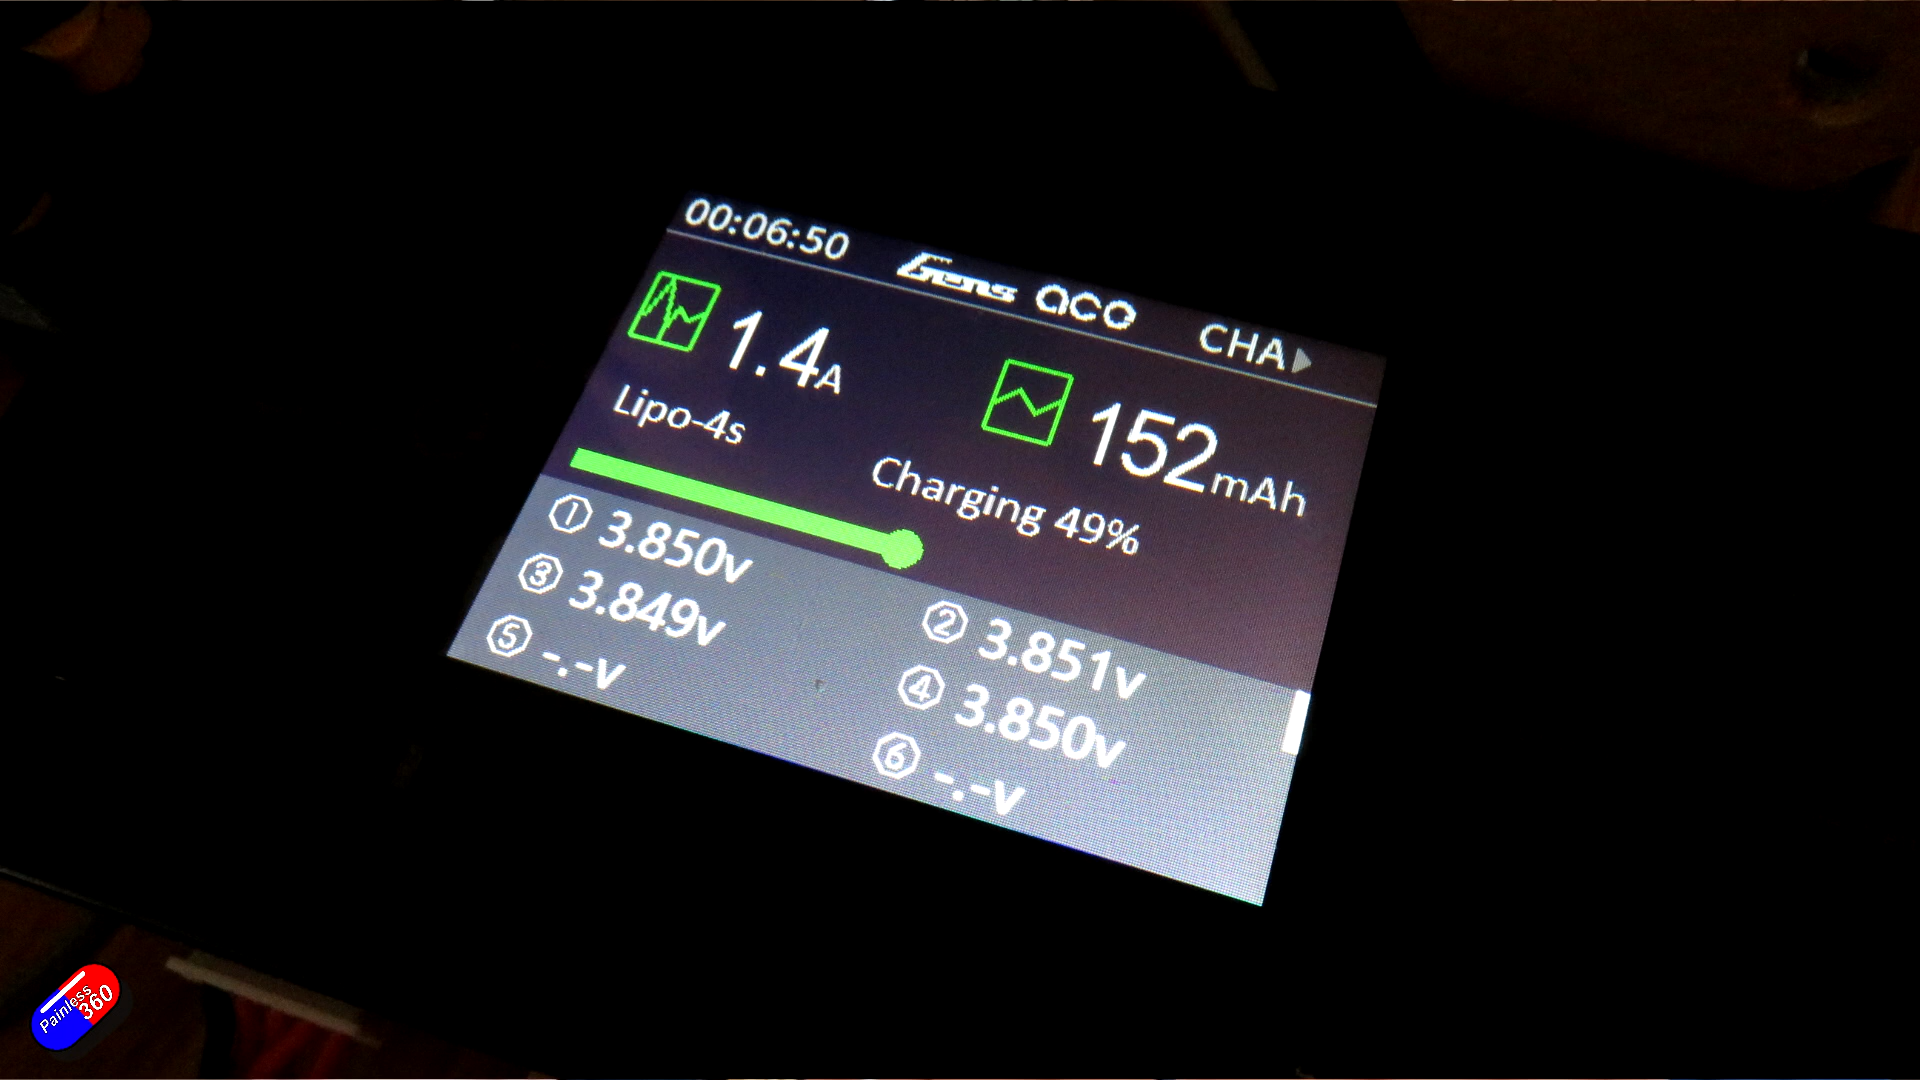 00:06:50 Gens aco CHA
1.4A 152mAh
Lipo-4s Charging 49%
1 3.850v 2 3.851v
3 3.849v 4 3.850v
5 -.-v 6 -.-v
Painless
360